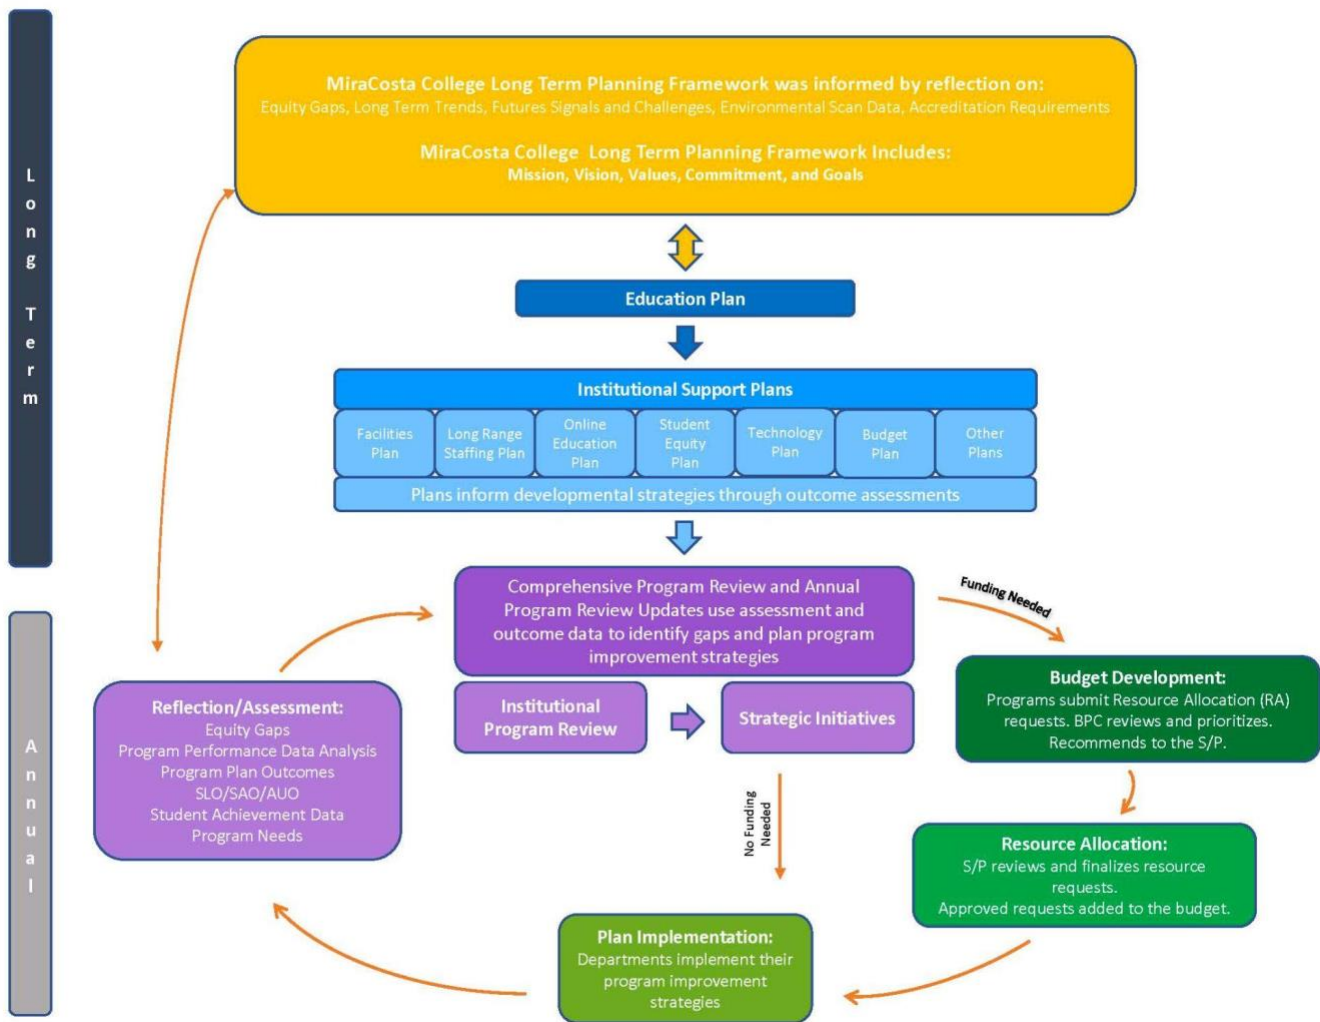 Long Term
MiraCosta College Long Term Planning Framework was informed by reflection on:
Equity Gaps, Long Term Trends, Futures Signals and Challenges, Environmental Scan Data, Accreditation Requirements
MiraCosta College Long Term Planning Framework Includes:
Mission, Vision, Values, Commitment, and Goals
Education Plan
Institutional Support Plans
Facilities
Plan
Long Range
Staffing Plan
Online
Education
Plan
Student
Equity
Plan
Technology
Plan
Budget
Plan
Other
Plans
Plans inform developmental strategies through outcome assessments
Annual
Comprehensive Program Review and Annual
Program Review Updates use assessment and
outcome data to identify gaps and plan program
improvement strategies
Institutional
Program Review
Strategic Initiatives
Funding Needed
Budget Development:
Programs submit Resource Allocation (RA)
requests. BPC reviews and prioritizes.
Recommends to the S/P.
Resource Allocation:
S/P reviews and finalizes resource
requests.
Approved requests added to the budget.
No Funding
Needed
Plan Implementation:
Departments implement their
program improvement
strategies
Reflection/Assessment:
Equity Gaps
Program Performance Data Analysis
Program Plan Outcomes
SLO/SAO/AUO
Student Achievement Data
Program Needs